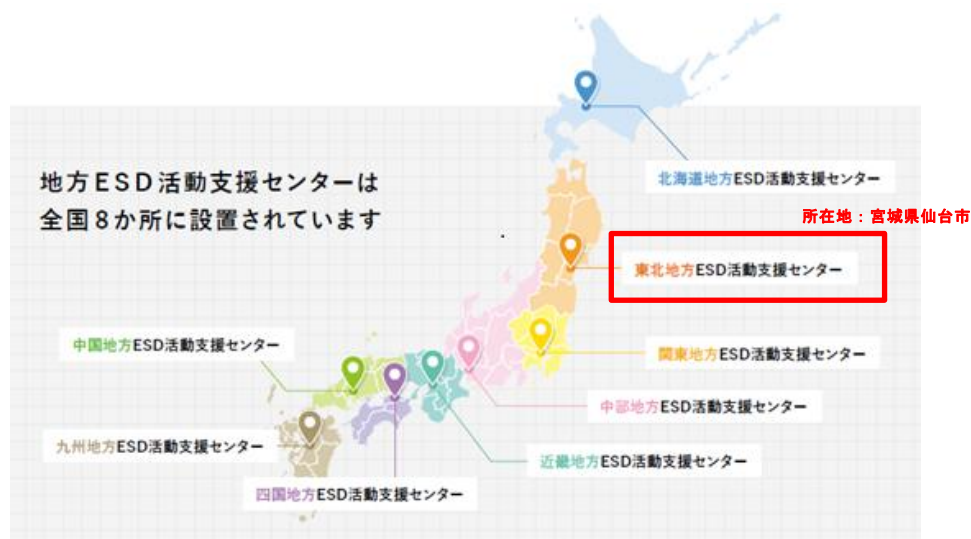 地方ESD活動支援センターは
全国8か所に設置されています
北海道地方ESD活動支援センター
所在地：宮城県仙台市
東北地方ESD活動支援センター
中国地方ESD活動支援センター
関東地方ESD活動支援センター
中部地方ESD活動支援センター
九州地方ESD活動支援センター
近畿地方ESD活動支援センター
四国地方ESD活動支援センター